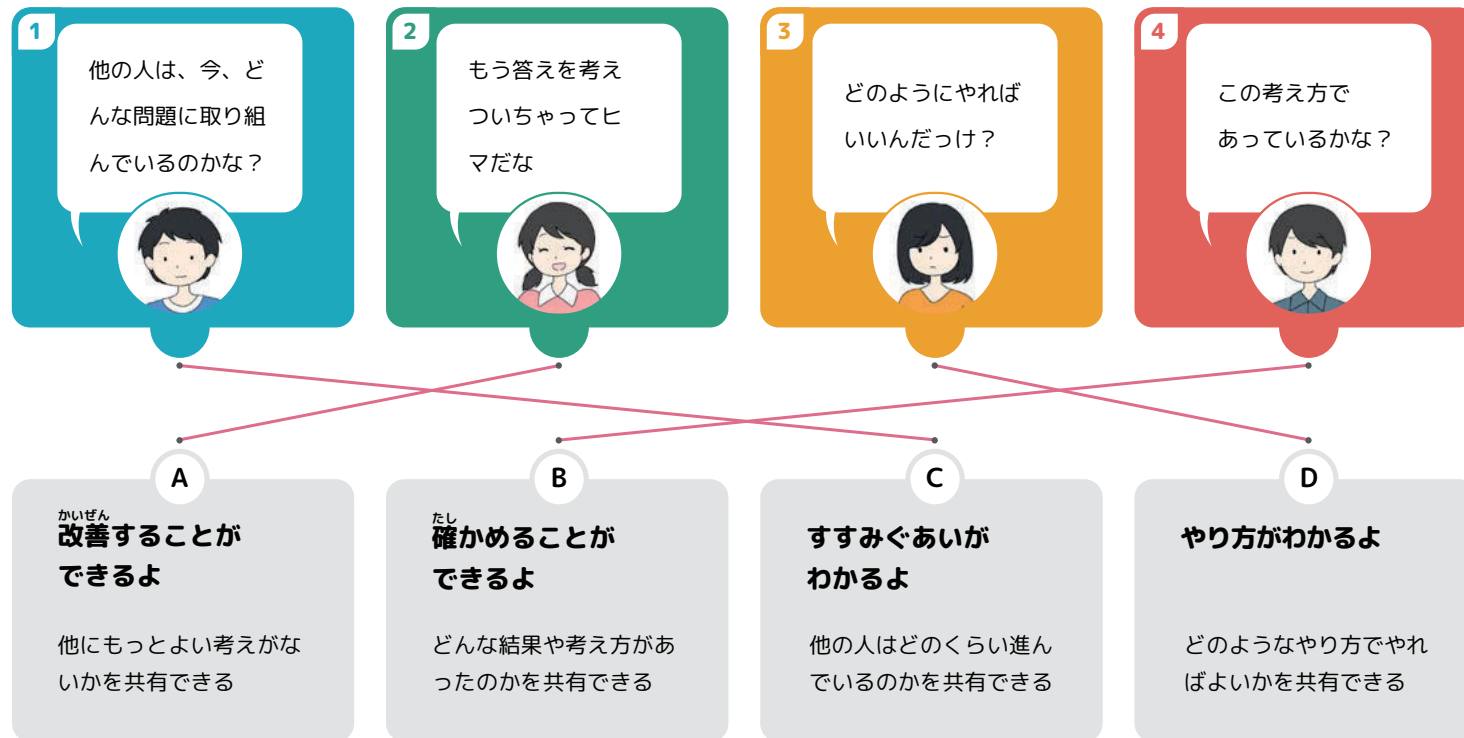 1
他の人は、今、ど
んな問題に取り組
んでいるのかな？
2
もう答えを考え
ついちゃってヒ
マだな
3
どのようにやれば
いいんだっけ？
4
この考え方で
あっているかな？
A
かいぜん
改善することが
できるよ
他にもっとよい考えがな
いかを共有できる
B
たし
確かめることが
できるよ
どんな結果や考え方があ
ったのかを共有できる
C
すすみぐあいが
わかるよ
他の人はどのくらい進ん
でいるのかを共有できる
D
やり方がわかるよ
どのようなやり方でやれ
ばよいかを共有できる